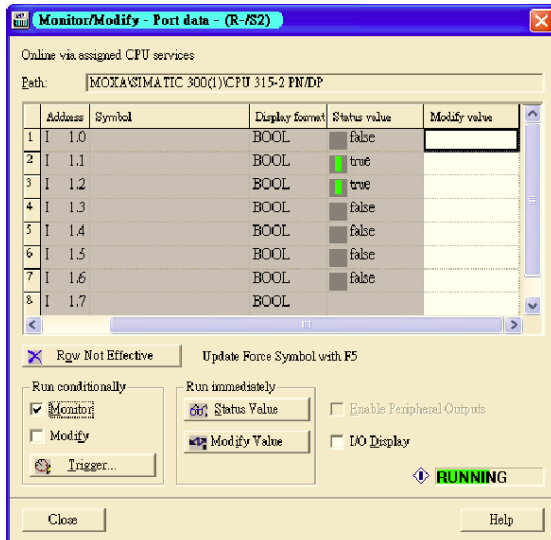 Monitor/Modify - Port data - (R-/S2)
Online via assigned CPU services
Path: MOXA\SIMATIC 300(1)\CPU 315-2 PN/DP
Address Symbol Display format Status value Modify value
1 I 1.0 BOOL false
2 I 1.1 BOOL true
3 I 1.2 BOOL true
4 I 1.3 BOOL false
5 I 1.4 BOOL false
6 I 1.5 BOOL false
7 I 1.6 BOOL false
8 I 1.7 BOOL
Row Not Effective Update Force Symbol with F5
Run conditionally Run immediately
Monitor Status Value Enable Peripheral Outputs
Modify Modify Value I/O Display
Trigger... RUNNING
Close Help